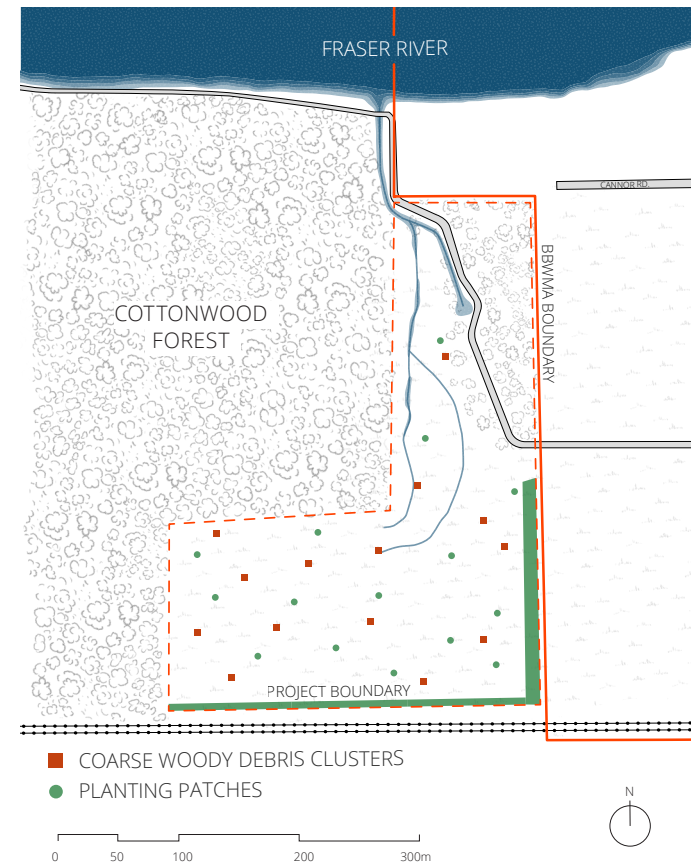 FRASER RIVER
CANNOR RD.
BBWMA BOUNDARY
COTTONWOOD
FOREST
PROJECT BOUNDARY
COARSE WOODY DEBRIS CLUSTERS
PLANTING PATCHES
N
0 50 100 200 300m